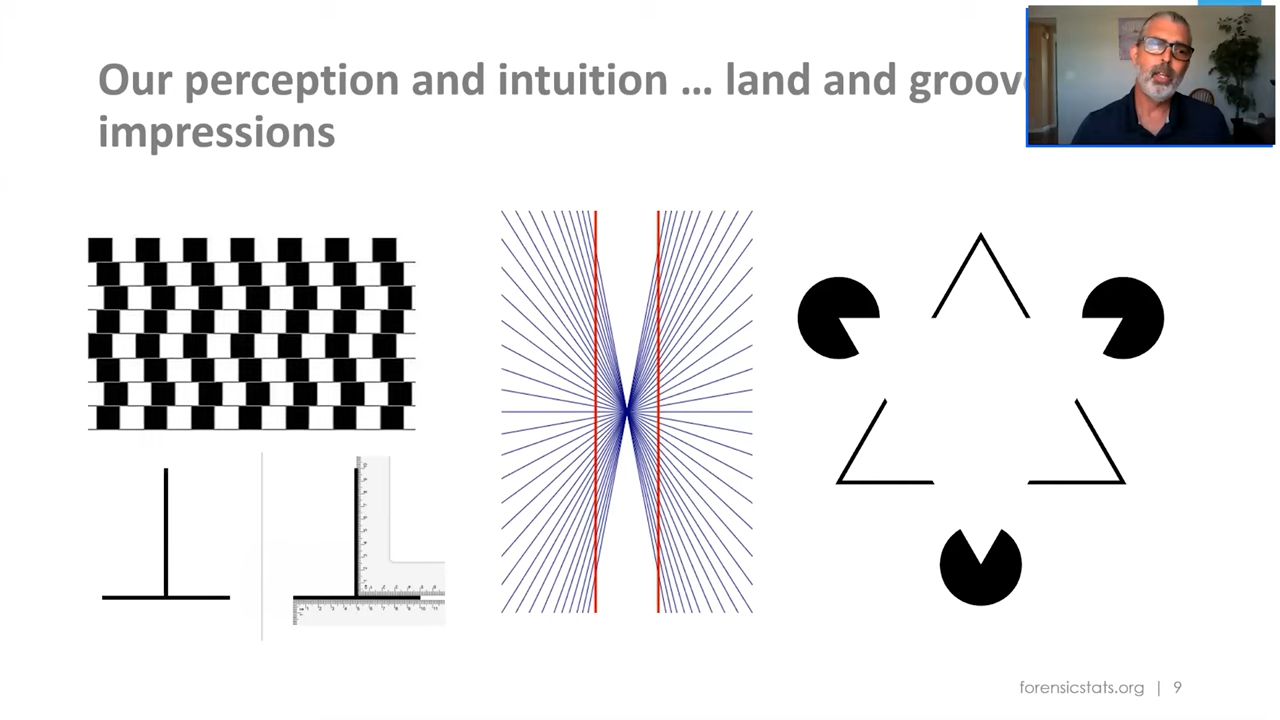 Our perception and intuition … land and groove
impressions
forensicstats.org | 9